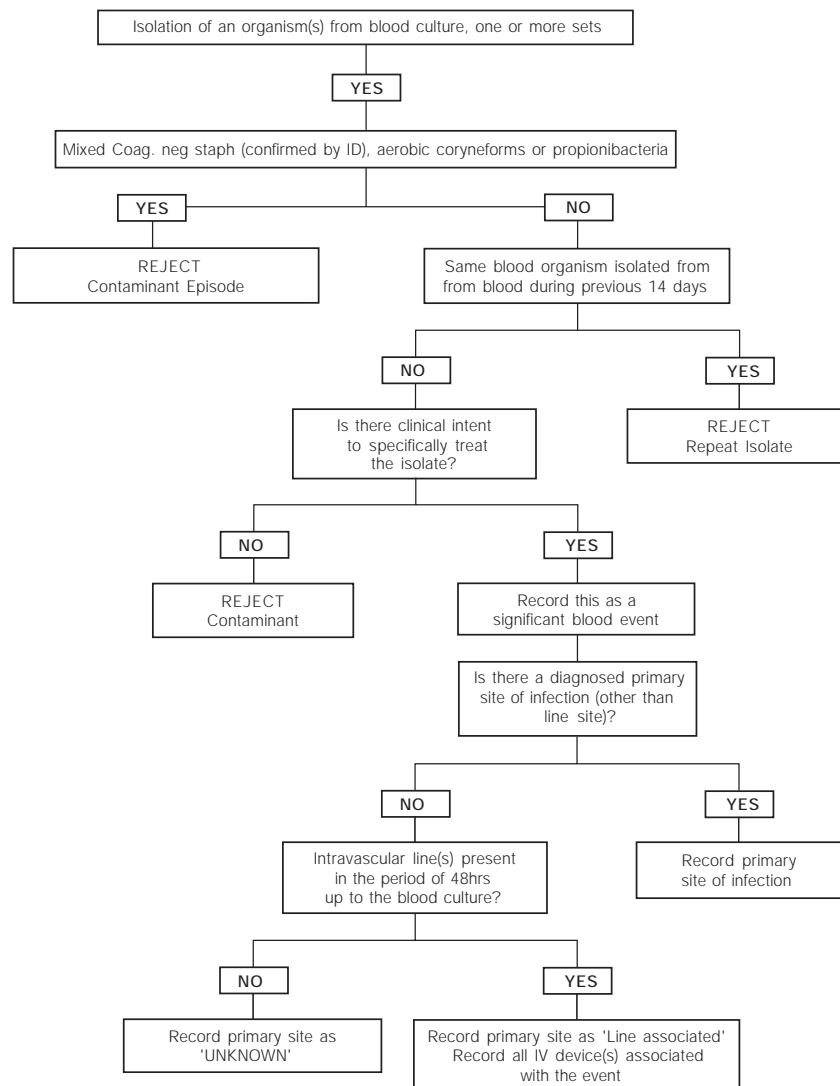 Isolation of an organism(s) from blood culture, one or more sets
YES
Mixed Coag. neg staph (confirmed by ID), aerobic coryneforms or propionibacteria
YES
NO
REJECT
Contaminant Episode
Same blood organism isolated from
from blood during previous 14 days
NO
YES
Is there clinical intent
to specifically treat
the isolate?
REJECT
Repeat Isolate
NO
YES
REJECT
Contaminant
Record this as a
significant blood event
Is there a diagnosed primary
site of infection (other than
line site)?
NO
YES
Intravascular line(s) present
in the period of 48hrs
up to the blood culture?
Record primary
site of infection
NO
YES
Record primary site as
'UNKNOWN'
Record primary site as 'Line associated'
Record all IV device(s) associated
with the event